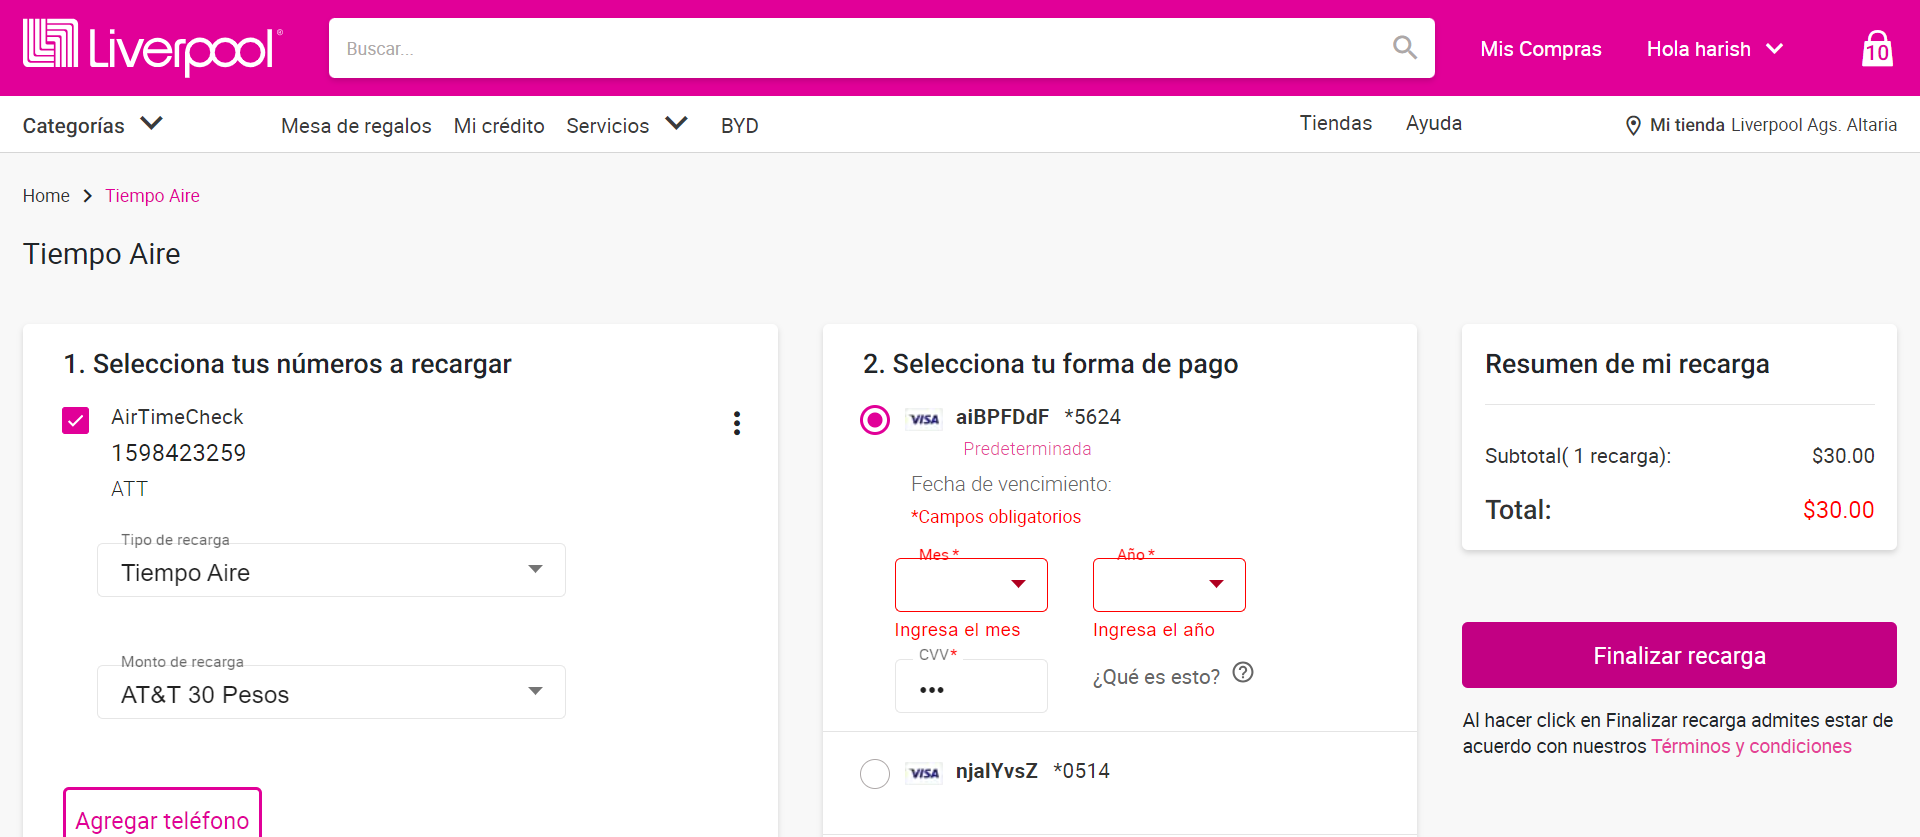 Liverpool®
Buscar...
Mis Compras
Hola harish
10
Categorías
Mesa de regalos
Mi crédito
Servicios
BYD
Tiendas
Ayuda
Mi tienda Liverpool Ags. Altaria
Home > Tiempo Aire
Tiempo Aire
1. Selecciona tus números a recargar
AirTimeCheck
1598423259
ATT
Tipo de recarga
Tiempo Aire
Monto de recarga
AT&T 30 Pesos
Agregar teléfono
2. Selecciona tu forma de pago
VISA aiBPFDdF *5624
Predeterminada
Fecha de vencimiento:
*Campos obligatorios
Mes *
Año *
Ingresa el mes
Ingresa el año
CVV*
•••
¿Qué es esto? ?
VISA njalYvsZ *0514
Resumen de mi recarga
Subtotal( 1 recarga): $30.00
Total: $30.00
Finalizar recarga
Al hacer click en Finalizar recarga admites estar de
acuerdo con nuestros Términos y condiciones